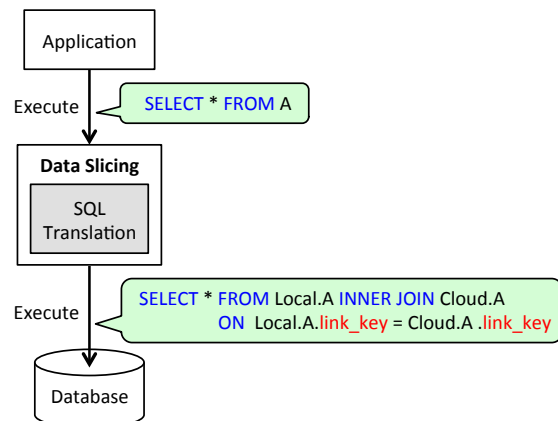 Application
Execute
SELECT * FROM A
Data Slicing
SQL
Translation
Execute
SELECT * FROM Local.A INNER JOIN Cloud.A
ON Local.A.link_key = Cloud.A .link_key
Database